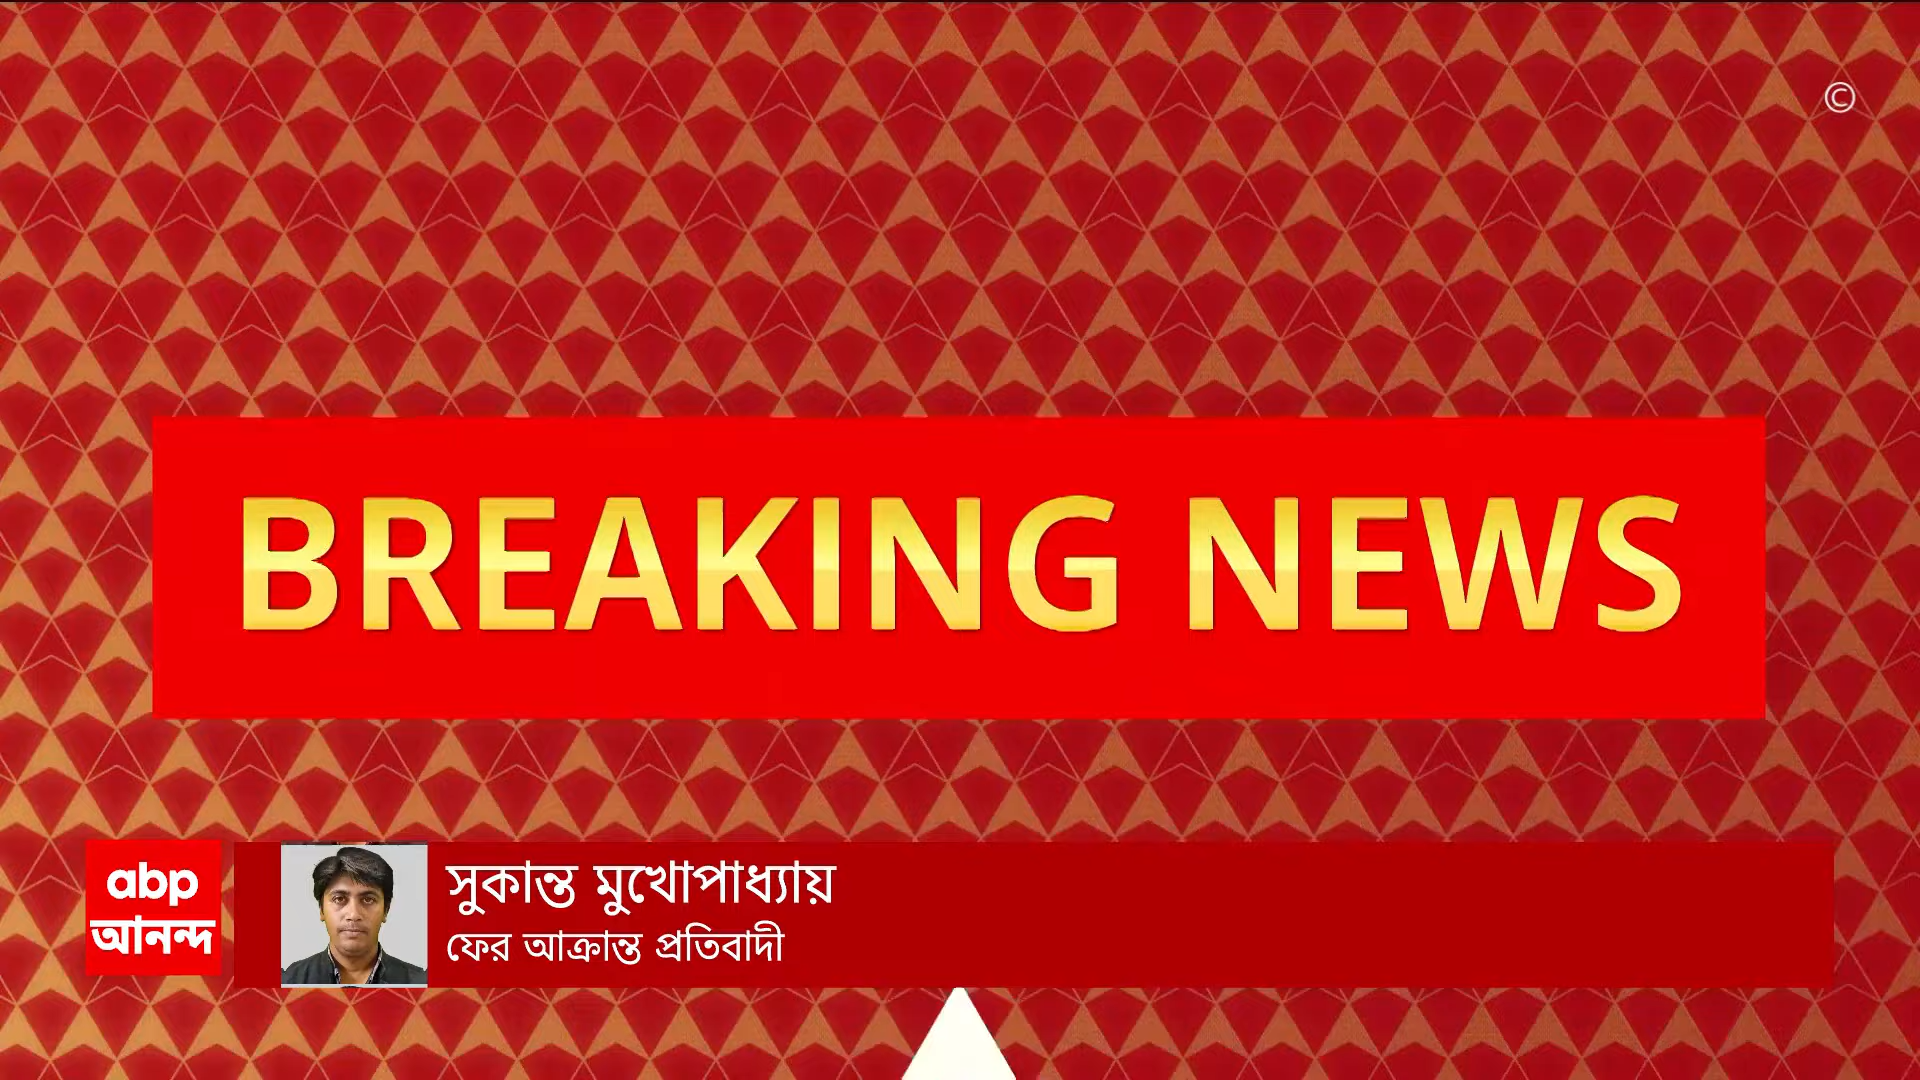 ©
BREAKING NEWS
abp
আনন্দ
সুকান্ত মুখোপাধ্যায়
ফের আক্রান্ত প্রতিবাদী